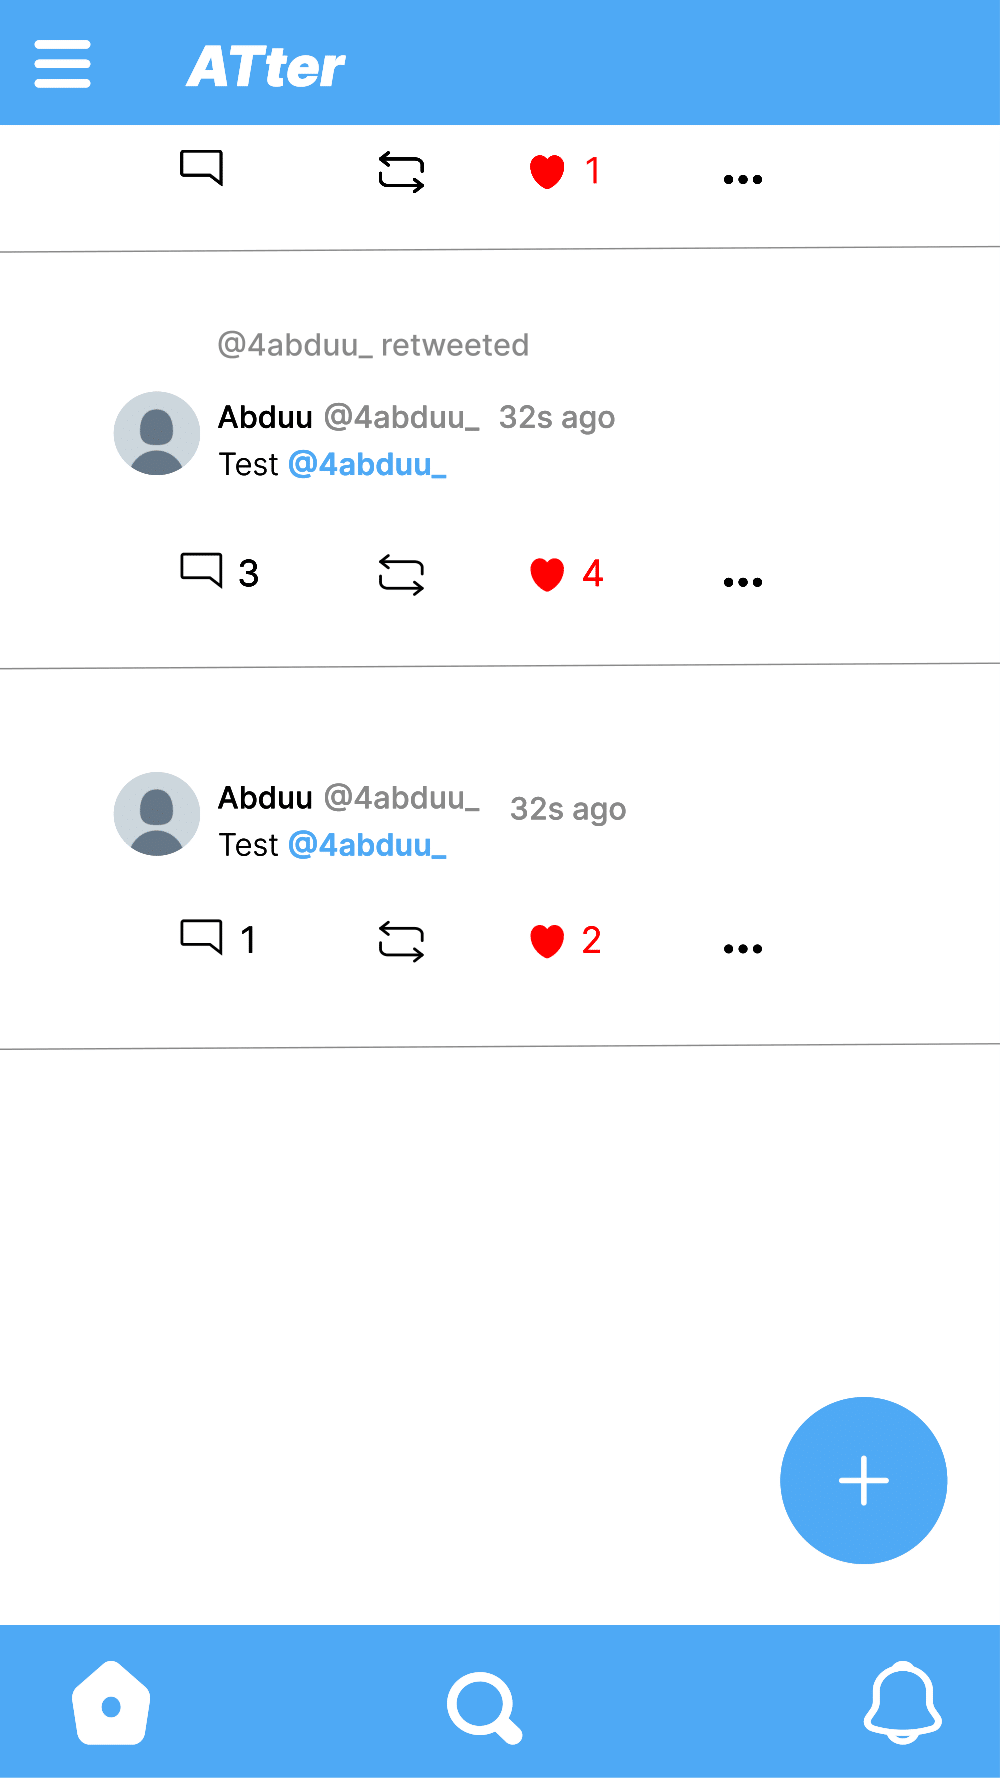 ATter
1
@4abduu_ retweeted
Abduu @4abduu_ 32s ago
Test @4abduu_
3 4
Abduu @4abduu_ 32s ago
Test @4abduu_
1 2